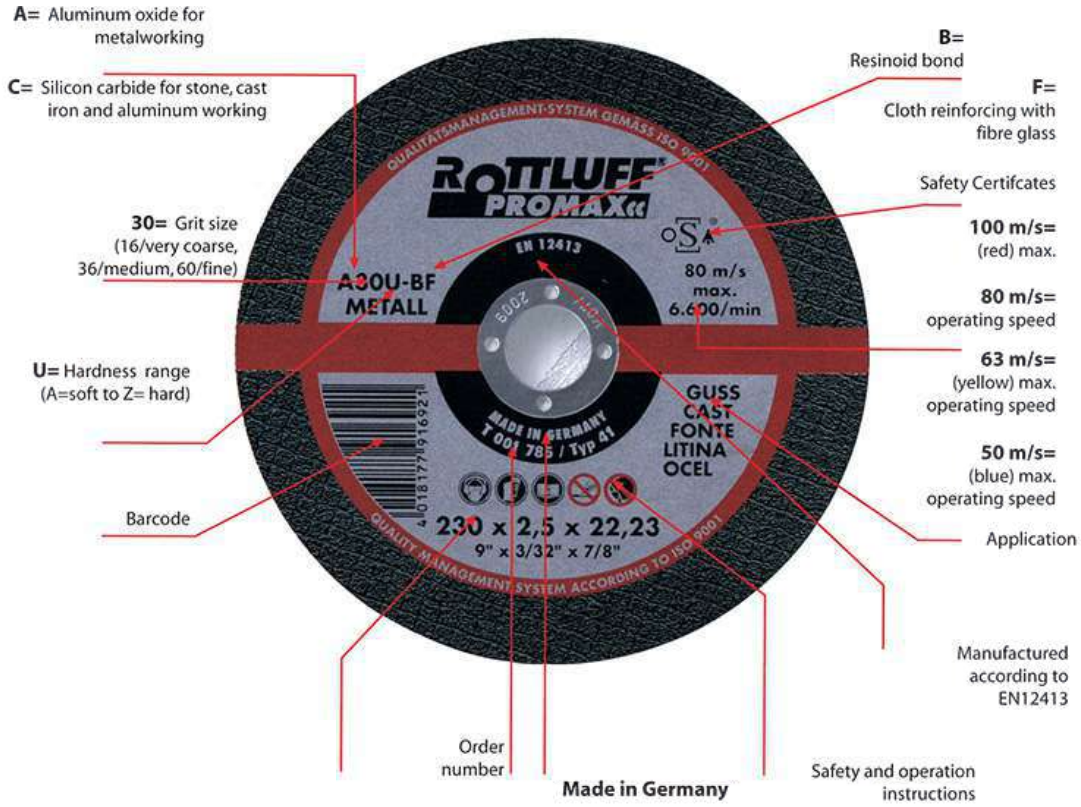 A= Aluminum oxide for
metalworking
C= Silicon carbide for stone, cast
iron and aluminum working
30= Grit size
(16/very coarse,
36/medium, 60/fine)
U= Hardness range
(A=soft to Z= hard)
Barcode
B=
Resinoid bond
F=
Cloth reinforcing with
fibre glass
Safety Certifcates
100 m/s=
(red) max.
80 m/s=
operating speed
63 m/s=
(yellow) max.
operating speed
50 m/s=
(blue) max.
operating speed
Application
Manufactured
according to
EN12413
Safety and operation
instructions
Made in Germany
Order
number
QUALITÄTSMANAGEMENT-SYSTEM GEMÄSS ISO 9001
ROTTLUFF®
PROMAX
EN 12413
S
A30U-BF
METALL
80 m/s
max.
6.600/min
2009
GUSS
CAST
FONTE
LITINA
OCEL
MADE IN GERMANY
T 001 785 / Typ 41
4 018177 916921
230 x 2,5 x 22,23
9" x 3/32" x 7/8"
QUALITY MANAGEMENT-SYSTEM ACCORDING TO ISO 9001